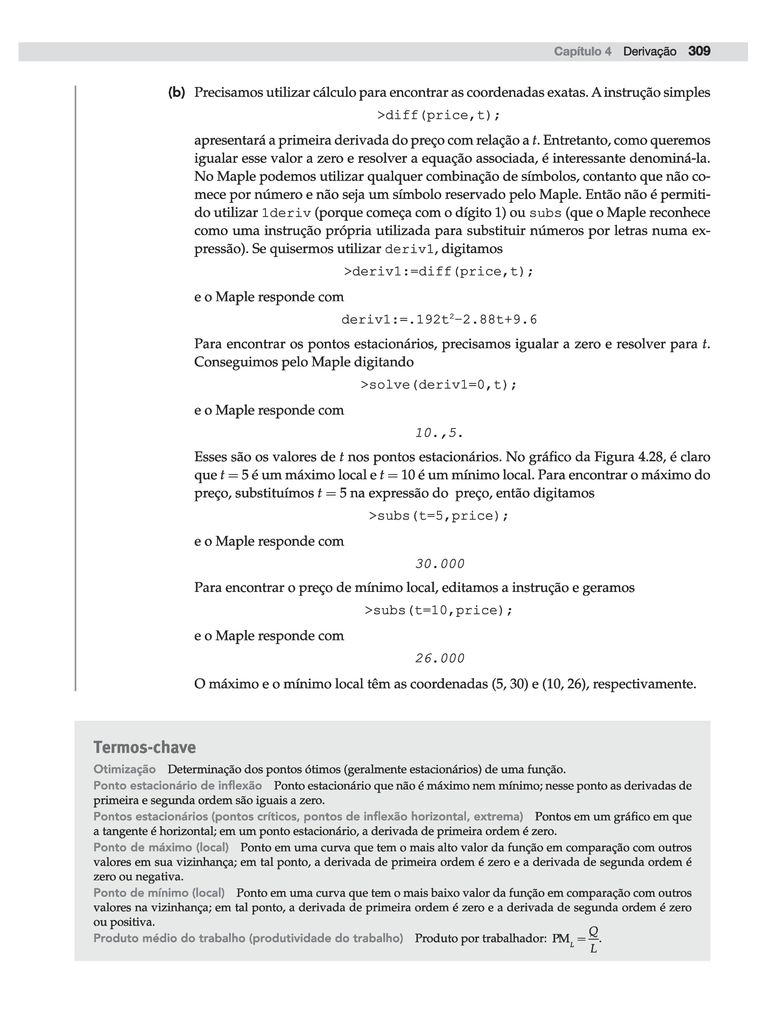 Capítulo 4 Derivação 309
(b) Precisamos utilizar cálculo para encontrar as coordenadas exatas. A instrução simples
>diff(price,t);
apresentará a primeira derivada do preço com relação a t. Entretanto, como queremos
igualar esse valor a zero e resolver a equação associada, é interessante denominá-la.
No Maple podemos utilizar qualquer combinação de símbolos, contanto que não co-
mece por número e não seja um símbolo reservado pelo Maple. Então não é permiti-
do utilizar 1deriv (porque começa com o dígito 1) ou subs (que o Maple reconhece
como uma instrução própria utilizada para substituir números por letras numa ex-
pressão). Se quisermos utilizar deriv1, digitamos
>deriv1:=diff(price,t);
e o Maple responde com
deriv1:=.192t²−2.88t+9.6
Para encontrar os pontos estacionários, precisamos igualar a zero e resolver para t.
Conseguimos pelo Maple digitando
>solve(deriv1=0,t);
e o Maple responde com
10.,5.
Esses são os valores de t nos pontos estacionários. No gráfico da Figura 4.28, é claro
que t = 5 é um máximo local e t = 10 é um mínimo local. Para encontrar o máximo do
preço, substituímos t = 5 na expressão do preço, então digitamos
>subs(t=5,price);
e o Maple responde com
30.000
Para encontrar o preço de mínimo local, editamos a instrução e geramos
>subs(t=10,price);
e o Maple responde com
26.000
O máximo e o mínimo local têm as coordenadas (5, 30) e (10, 26), respectivamente.
Termos-chave
Otimização Determinação dos pontos ótimos (geralmente estacionários) de uma função.
Ponto estacionário de inflexão Ponto estacionário que não é máximo nem mínimo; nesse ponto as derivadas de
primeira e segunda ordem são iguais a zero.
Pontos estacionários (pontos críticos, pontos de inflexão horizontal, extrema) Pontos em um gráfico em que
a tangente é horizontal; em um ponto estacionário, a derivada de primeira ordem é zero.
Ponto de máximo (local) Ponto em uma curva que tem o mais alto valor da função em comparação com outros
valores em sua vizinhança; em tal ponto, a derivada de primeira ordem é zero e a derivada de segunda ordem é
zero ou negativa.
Ponto de mínimo (local) Ponto em uma curva que tem o mais baixo valor da função em comparação com outros
valores na vizinhança; em tal ponto, a derivada de primeira ordem é zero e a derivada de segunda ordem é zero
ou positiva.
Produto médio do trabalho (produtividade do trabalho) Produto por trabalhador: PM_L = Q/L.